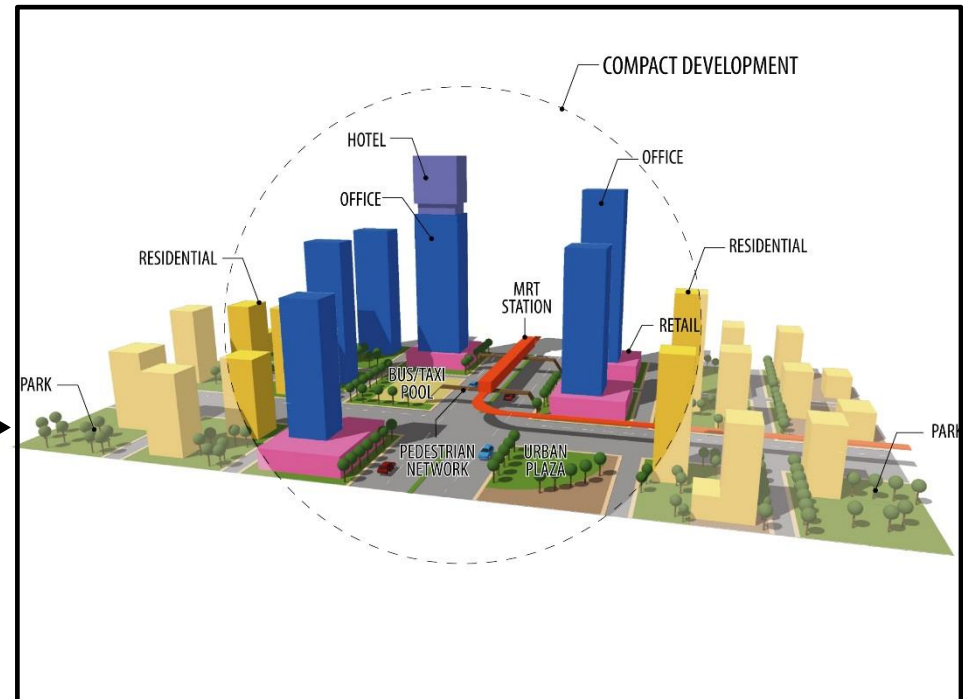 COMPACT DEVELOPMENT
HOTEL
OFFICE
OFFICE
RESIDENTIAL
RESIDENTIAL
MRT
STATION
RETAIL
BUS/TAXI
POOL
PARK
PEDESTRIAN
NETWORK
URBAN
PLAZA
PARK